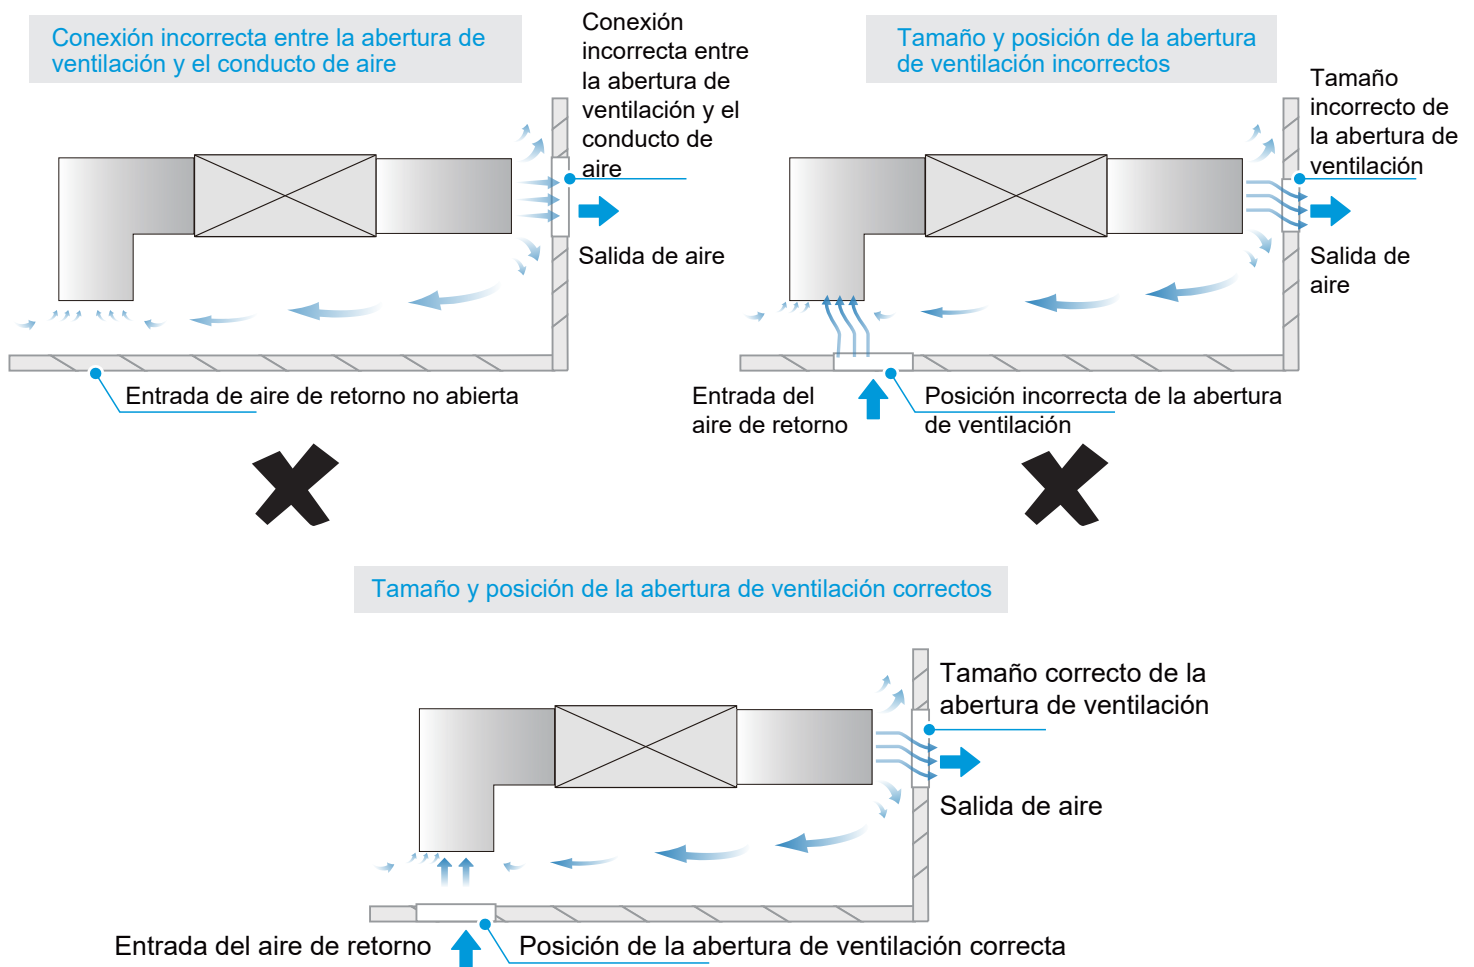 Conexión incorrecta entre la abertura de
ventilación y el conducto de aire
Conexión
incorrecta entre
la abertura de
ventilación y el
conducto de
aire
Salida de aire
Entrada de aire de retorno no abierta
Tamaño y posición de la abertura
de ventilación incorrectos
Tamaño
incorrecto de
la abertura de
ventilación
Salida de
aire
Entrada del
aire de retorno
Posición incorrecta de la abertura
de ventilación
Tamaño y posición de la abertura de ventilación correctos
Tamaño correcto de la
abertura de ventilación
Salida de aire
Entrada del aire de retorno
Posición de la abertura de ventilación correcta